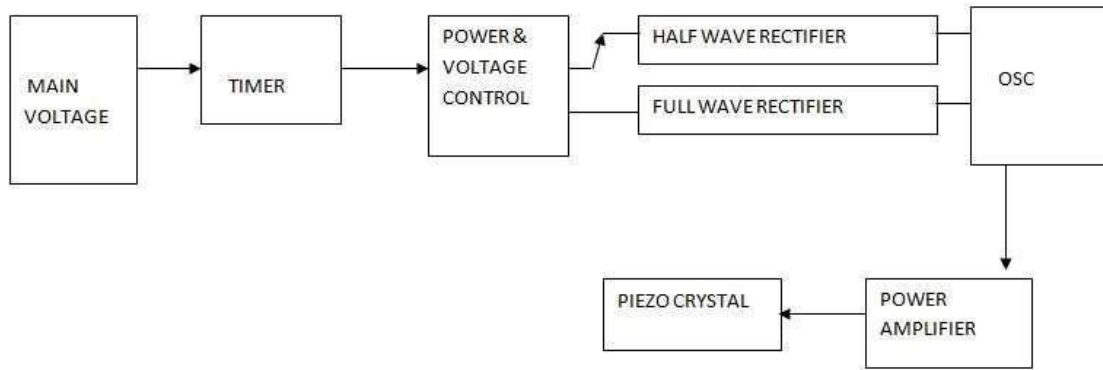 MAIN
VOLTAGE
TIMER
POWER &
VOLTAGE
CONTROL
HALF WAVE RECTIFIER
FULL WAVE RECTIFIER
OSC
PIEZO CRYSTAL
POWER
AMPLIFIER